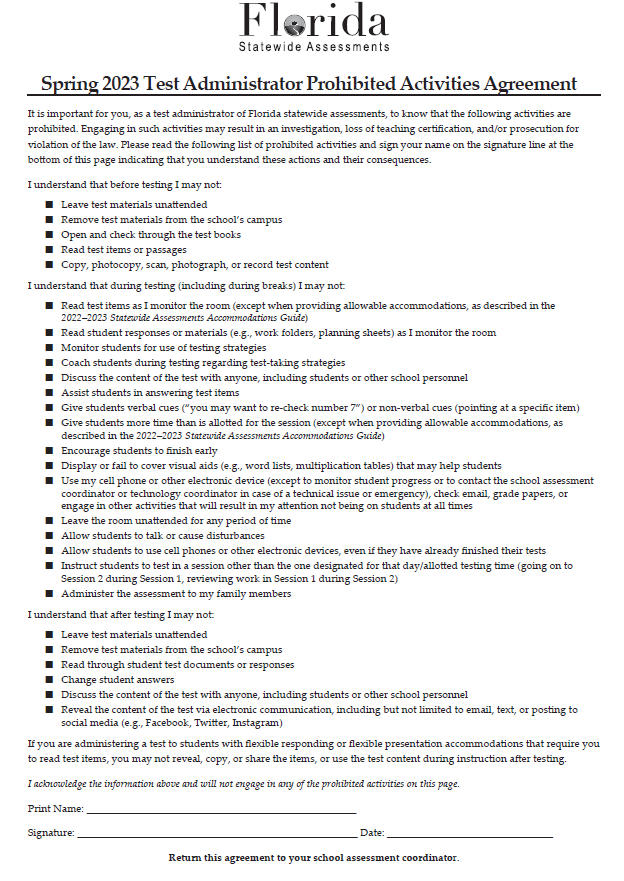 Florida
Statewide Assessments
Spring 2023 Test Administrator Prohibited Activities Agreement
It is important for you, as a test administrator of Florida statewide assessments, to know that the following activities are
prohibited. Engaging in such activities may result in an investigation, loss of teaching certification, and/or prosecution for
violation of the law. Please read the following list of prohibited activities and sign your name on the signature line at the
bottom of this page indicating that you understand these actions and their consequences.
I understand that before testing I may not:
■ Leave test materials unattended
■ Remove test materials from the school's campus
■ Open and check through the test books
■ Read test items or passages
■ Copy, photocopy, scan, photograph, or record test content
I understand that during testing (including during breaks) I may not:
■ Read test items as I monitor the room (except when providing allowable accommodations, as described in the
2022–2023 Statewide Assessments Accommodations Guide)
■ Read student responses or materials (e.g., work folders, planning sheets) as I monitor the room
■ Monitor students for use of testing strategies
■ Coach students during testing regarding test-taking strategies
■ Discuss the content of the test with anyone, including students or other school personnel
■ Assist students in answering test items
■ Give students verbal cues ("you may want to re-check number 7") or non-verbal cues (pointing at a specific item)
■ Give students more time than is allotted for the session (except when providing allowable accommodations, as
described in the 2022–2023 Statewide Assessments Accommodations Guide)
■ Encourage students to finish early
■ Display or fail to cover visual aids (e.g., word lists, multiplication tables) that may help students
■ Use my cell phone or other electronic device (except to monitor student progress or to contact the school assessment
coordinator or technology coordinator in case of a technical issue or emergency), check email, grade papers, or
engage in other activities that will result in my attention not being on students at all times
■ Leave the room unattended for any period of time
■ Allow students to talk or cause disturbances
■ Allow students to use cell phones or other electronic devices, even if they have already finished their tests
■ Instruct students to test in a session other than the one designated for that day/allotted testing time (going on to
Session 2 during Session 1, reviewing work in Session 1 during Session 2)
■ Administer the assessment to my family members
I understand that after testing I may not:
■ Leave test materials unattended
■ Remove test materials from the school's campus
■ Read through student test documents or responses
■ Change student answers
■ Discuss the content of the test with anyone, including students or other school personnel
■ Reveal the content of the test via electronic communication, including but not limited to email, text, or posting to
social media (e.g., Facebook, Twitter, Instagram)
If you are administering a test to students with flexible responding or flexible presentation accommodations that require you
to read test items, you may not reveal, copy, or share the items, or use the test content during instruction after testing.
I acknowledge the information above and will not engage in any of the prohibited activities on this page.
Print Name:
Signature: Date:
Return this agreement to your school assessment coordinator.